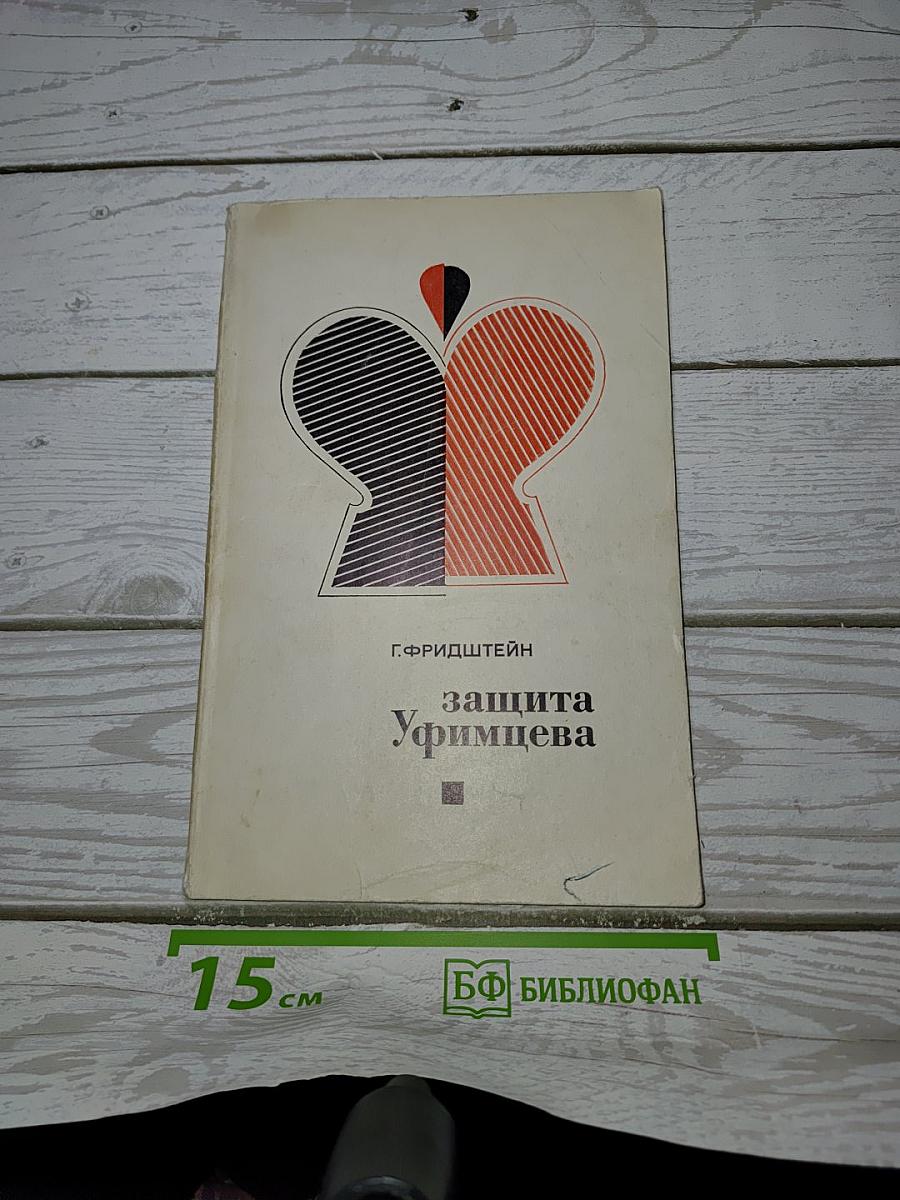 Г.ФРИДШТЕЙН
защита
Уфимцева
15 см
БФ БИБЛИОФАН